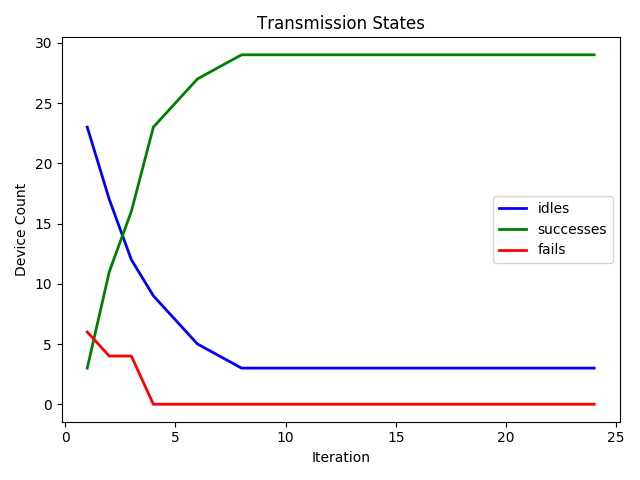 Transmission States
30
25
20
15
10
5
0
Device Count
idles
successes
fails
0 5 10 15 20 25
Iteration